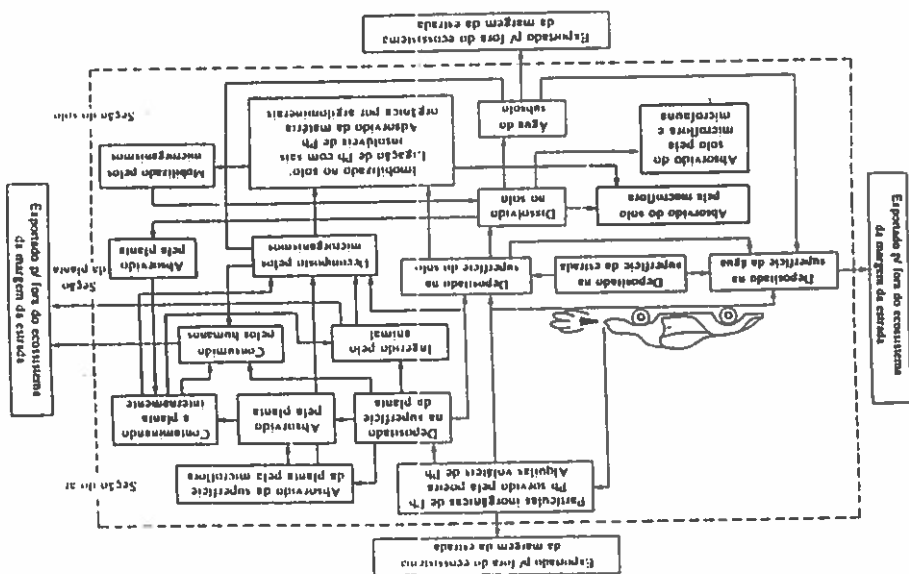 Exportado p/ fora do ecossistema
da margem da estrada
Partículas inorgânicas de Pb
Pb sorvido pela poeira
Alquilas voláteis de Pb
Absorvido da superfície
da planta pela microflora
Seção do ar
Depositado
na superfície
da planta
Absorvido
pela planta
Contaminando
a planta
internamente
Ingerido pelo
animal
Consumido
pelos humanos
Exportado p/ fora do ecossistema
da margem da estrada
Exportado p/ fora do ecossistema
da margem da estrada
Depositado na
superfície da água
Depositado na
superfície da estrada
Depositado na
superfície do solo
Decomposto pelos
microrganismos
Absorvido
pela planta
Seção
da planta
Absorvido do solo
pela macroflora
Dissolvido
no solo
Absorvido do
solo pela
microflora e
microfauna
Imobilizado no solo:
Ligação de Pb com sais
insolúveis de Pb
Adsorvido da matéria
orgânica por argilominerais
Mobilizado pelos
microrganismos
Água do
subsolo
Seção do solo
Exportado p/ fora do ecossistema
da margem da estrada